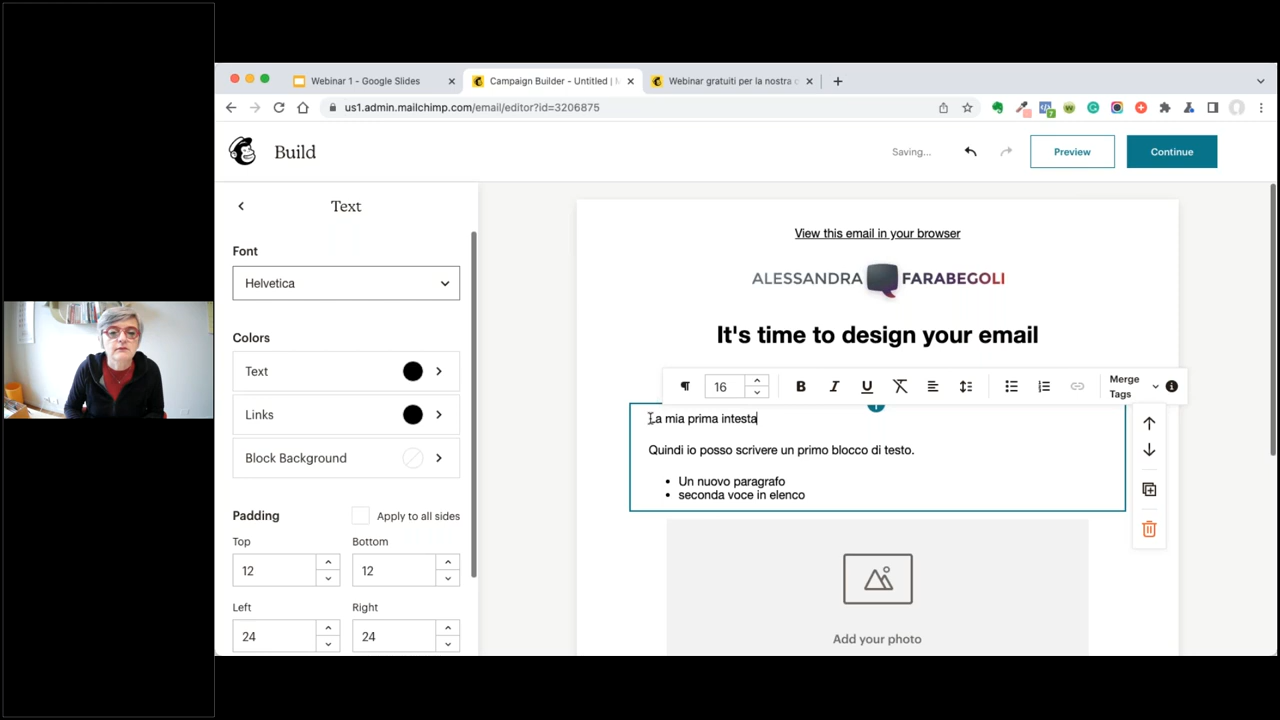 Webinar 1 - Google Slides
Campaign Builder - Untitled |
Webinar gratuiti per la nostra
us1.admin.mailchimp.com/email/editor?id=3206875
7
Build
Saving...
Preview
Continue
Text
Font
Helvetica
Colors
Text
Links
Block Background
Padding
Apply to all sides
Top
Bottom
12
12
Left
Right
24
24
View this email in your browser
ALESSANDRA FARABEGOLI
It's time to design your email
16
B
I
U
Merge
Tags
La mia prima intesta
Quindi io posso scrivere un primo blocco di testo.
• Un nuovo paragrafo
• seconda voce in elenco
Add your photo